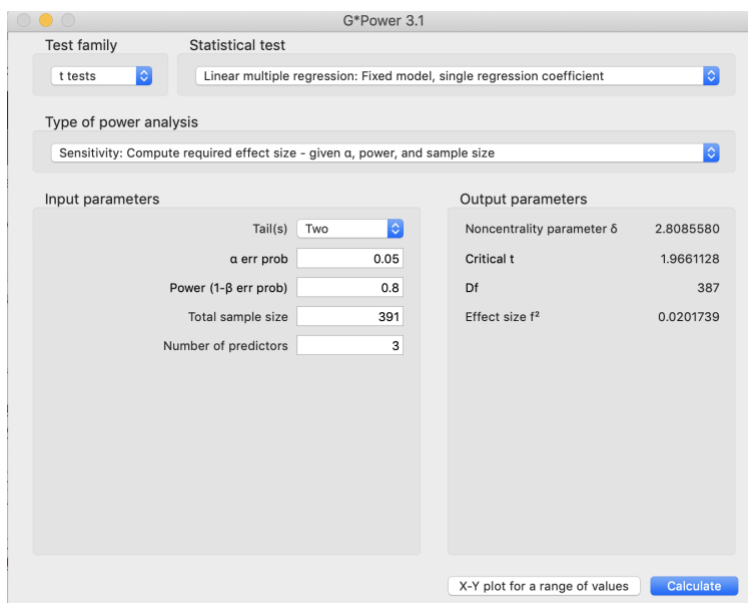 G*Power 3.1
Test family
Statistical test
t tests
Linear multiple regression: Fixed model, single regression coefficient
Type of power analysis
Sensitivity: Compute required effect size - given α, power, and sample size
Input parameters
Tail(s) Two
α err prob 0.05
Power (1-β err prob) 0.8
Total sample size 391
Number of predictors 3
Output parameters
Noncentrality parameter δ 2.8085580
Critical t 1.9661128
Df 387
Effect size f² 0.0201739
X-Y plot for a range of values
Calculate